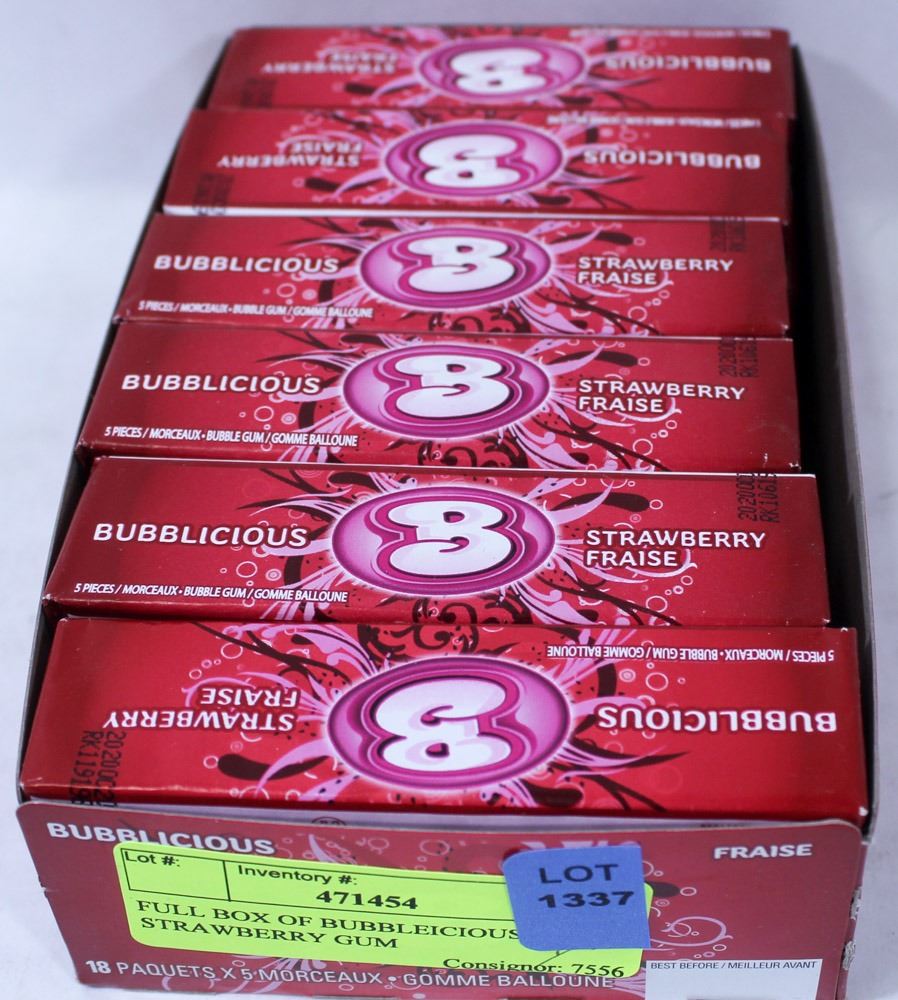 BUBBLICIOUS
STRAWBERRY
FRAISE
BUBBLICIOUS
STRAWBERRY
FRAISE
BUBBLICIOUS
STRAWBERRY
FRAISE
5 PIECES / MORCEAUX • BUBBLE GUM / GOMME BALLOUNE
BUBBLICIOUS
STRAWBERRY
FRAISE
5 PIECES / MORCEAUX • BUBBLE GUM / GOMME BALLOUNE
BUBBLICIOUS
STRAWBERRY
FRAISE
5 PIECES / MORCEAUX • BUBBLE GUM / GOMME BALLOUNE
5 PIECES / MORCEAUX • BUBBLE GUM / GOMME BALLOUNE
BUBBLICIOUS
STRAWBERRY
FRAISE
BUBBLICIOUS
FRAISE
Lot #:
Inventory #:
471454
LOT
1337
FULL BOX OF BUBBLEICIOUS
STRAWBERRY GUM
Consignor: 7556
18 PAQUETS X 5 MORCEAUX • GOMME BALLOUNE
BEST BEFORE / MEILLEUR AVANT